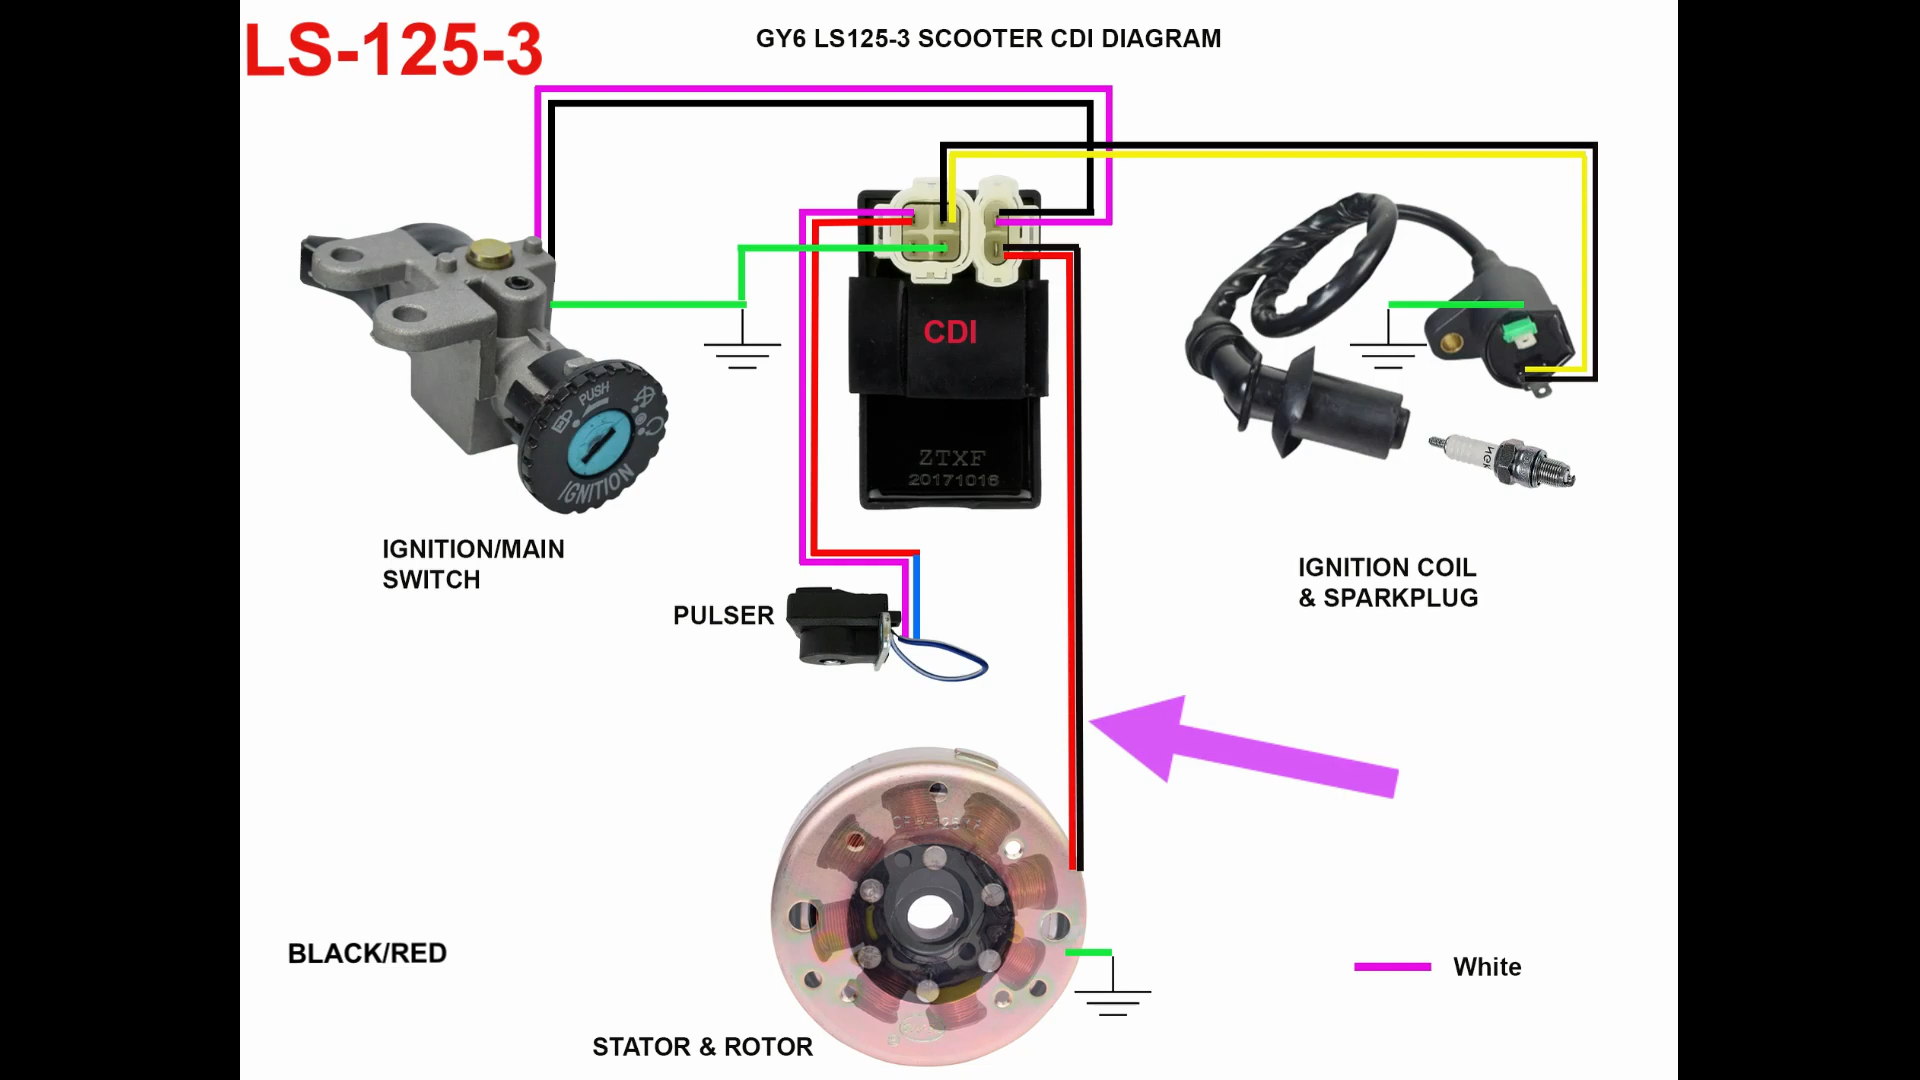 LS-125-3
GY6 LS125-3 SCOOTER CDI DIAGRAM
CDI
ZTXF
20171016
PUSH
IGNITION
NGK
IGNITION/MAIN
SWITCH
IGNITION COIL
& SPARKPLUG
PULSER
BLACK/RED
White
STATOR & ROTOR